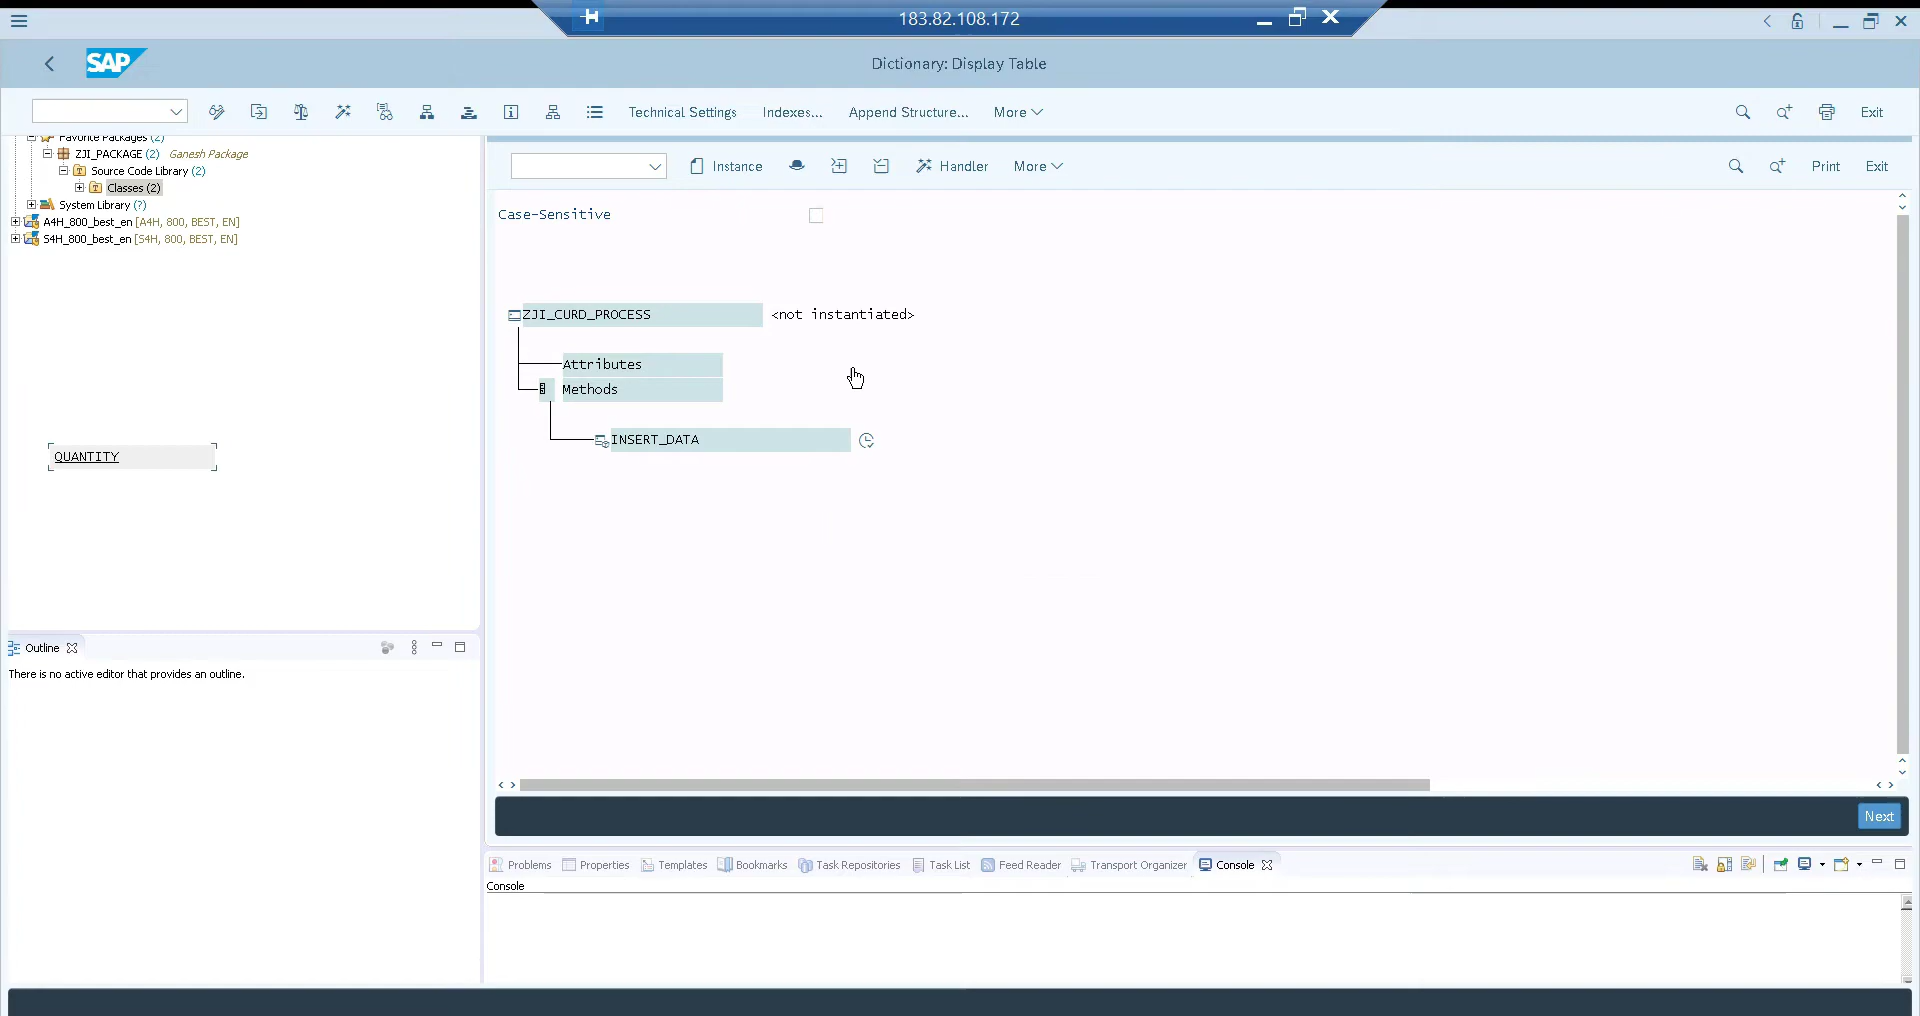 183.82.108.172
SAP
Dictionary: Display Table
Technical Settings
Indexes...
Append Structure...
More
Exit
Favorite Packages (2)
ZJI_PACKAGE (2) Ganesh Package
Source Code Library (2)
Classes (2)
System Library (?)
A4H_800_best_en [A4H, 800, BEST, EN]
S4H_800_best_en [S4H, 800, BEST, EN]
QUANTITY
Instance
Handler
More
Print
Exit
Case-Sensitive
ZJI_CURD_PROCESS
<not instantiated>
Attributes
Methods
INSERT_DATA
Next
Outline
There is no active editor that provides an outline.
Problems
Properties
Templates
Bookmarks
Task Repositories
Task List
Feed Reader
Transport Organizer
Console
Console